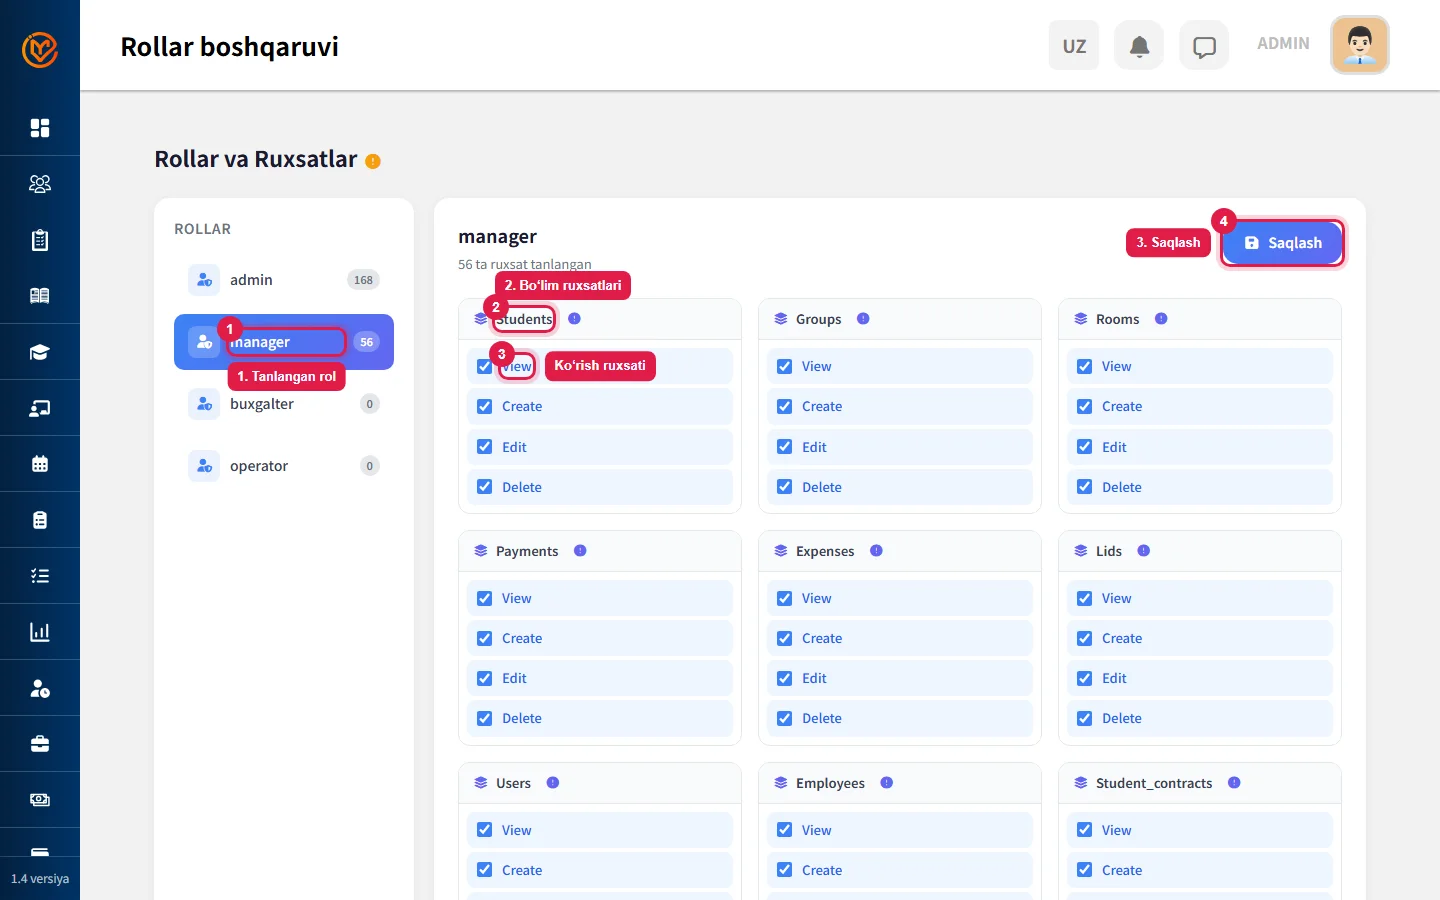 Rollar boshqaruvi
UZ
ADMIN
Rollar va Ruxsatlar
ROLLAR
admin
168
1
manager
56
1. Tanlangan rol
buxgalter
0
operator
0
manager
56 ta ruxsat tanlangan
3. Saqlash
4
Saqlash
2. Bo‘lim ruxsatlari
2
Students
3
View
Ko‘rish ruxsati
Create
Edit
Delete
Groups
View
Create
Edit
Delete
Rooms
View
Create
Edit
Delete
Payments
View
Create
Edit
Delete
Expenses
View
Create
Edit
Delete
Lids
View
Create
Edit
Delete
Users
View
Create
Employees
View
Create
Student_contracts
View
Create
1.4 versiya